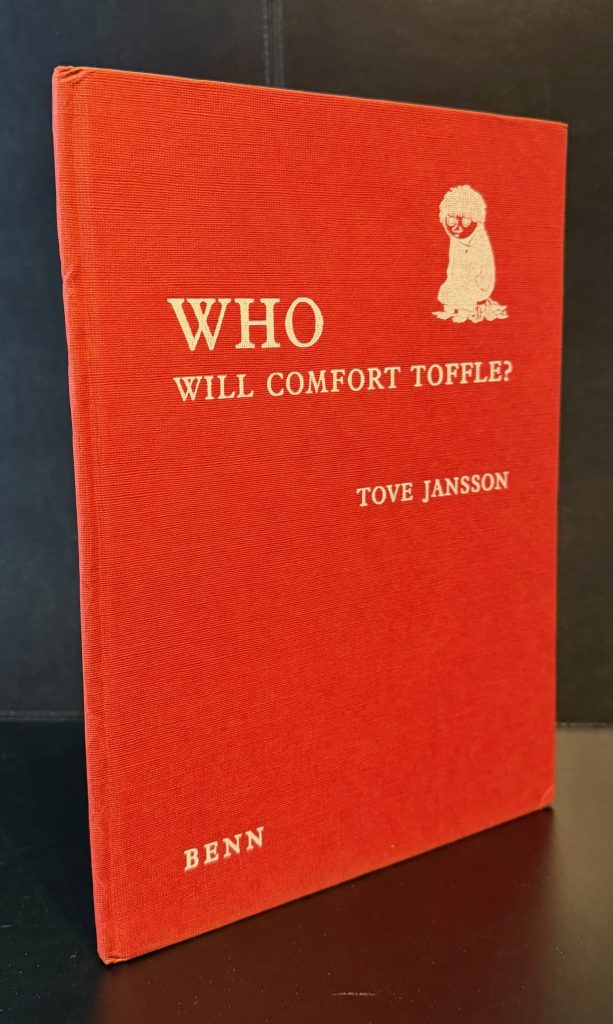 WHO
WILL COMFORT TOFFLE?
TOVE JANSSON
BENN